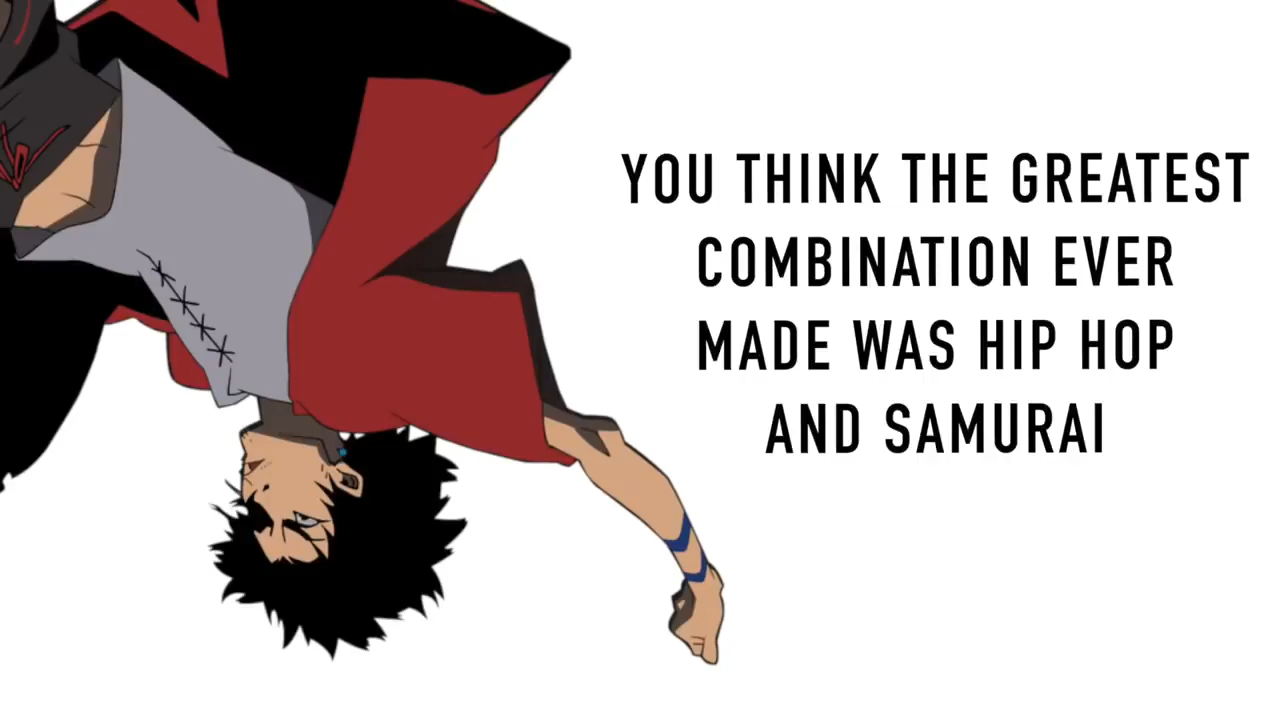 YOU THINK THE GREATEST
COMBINATION EVER
MADE WAS HIP HOP
AND SAMURAI